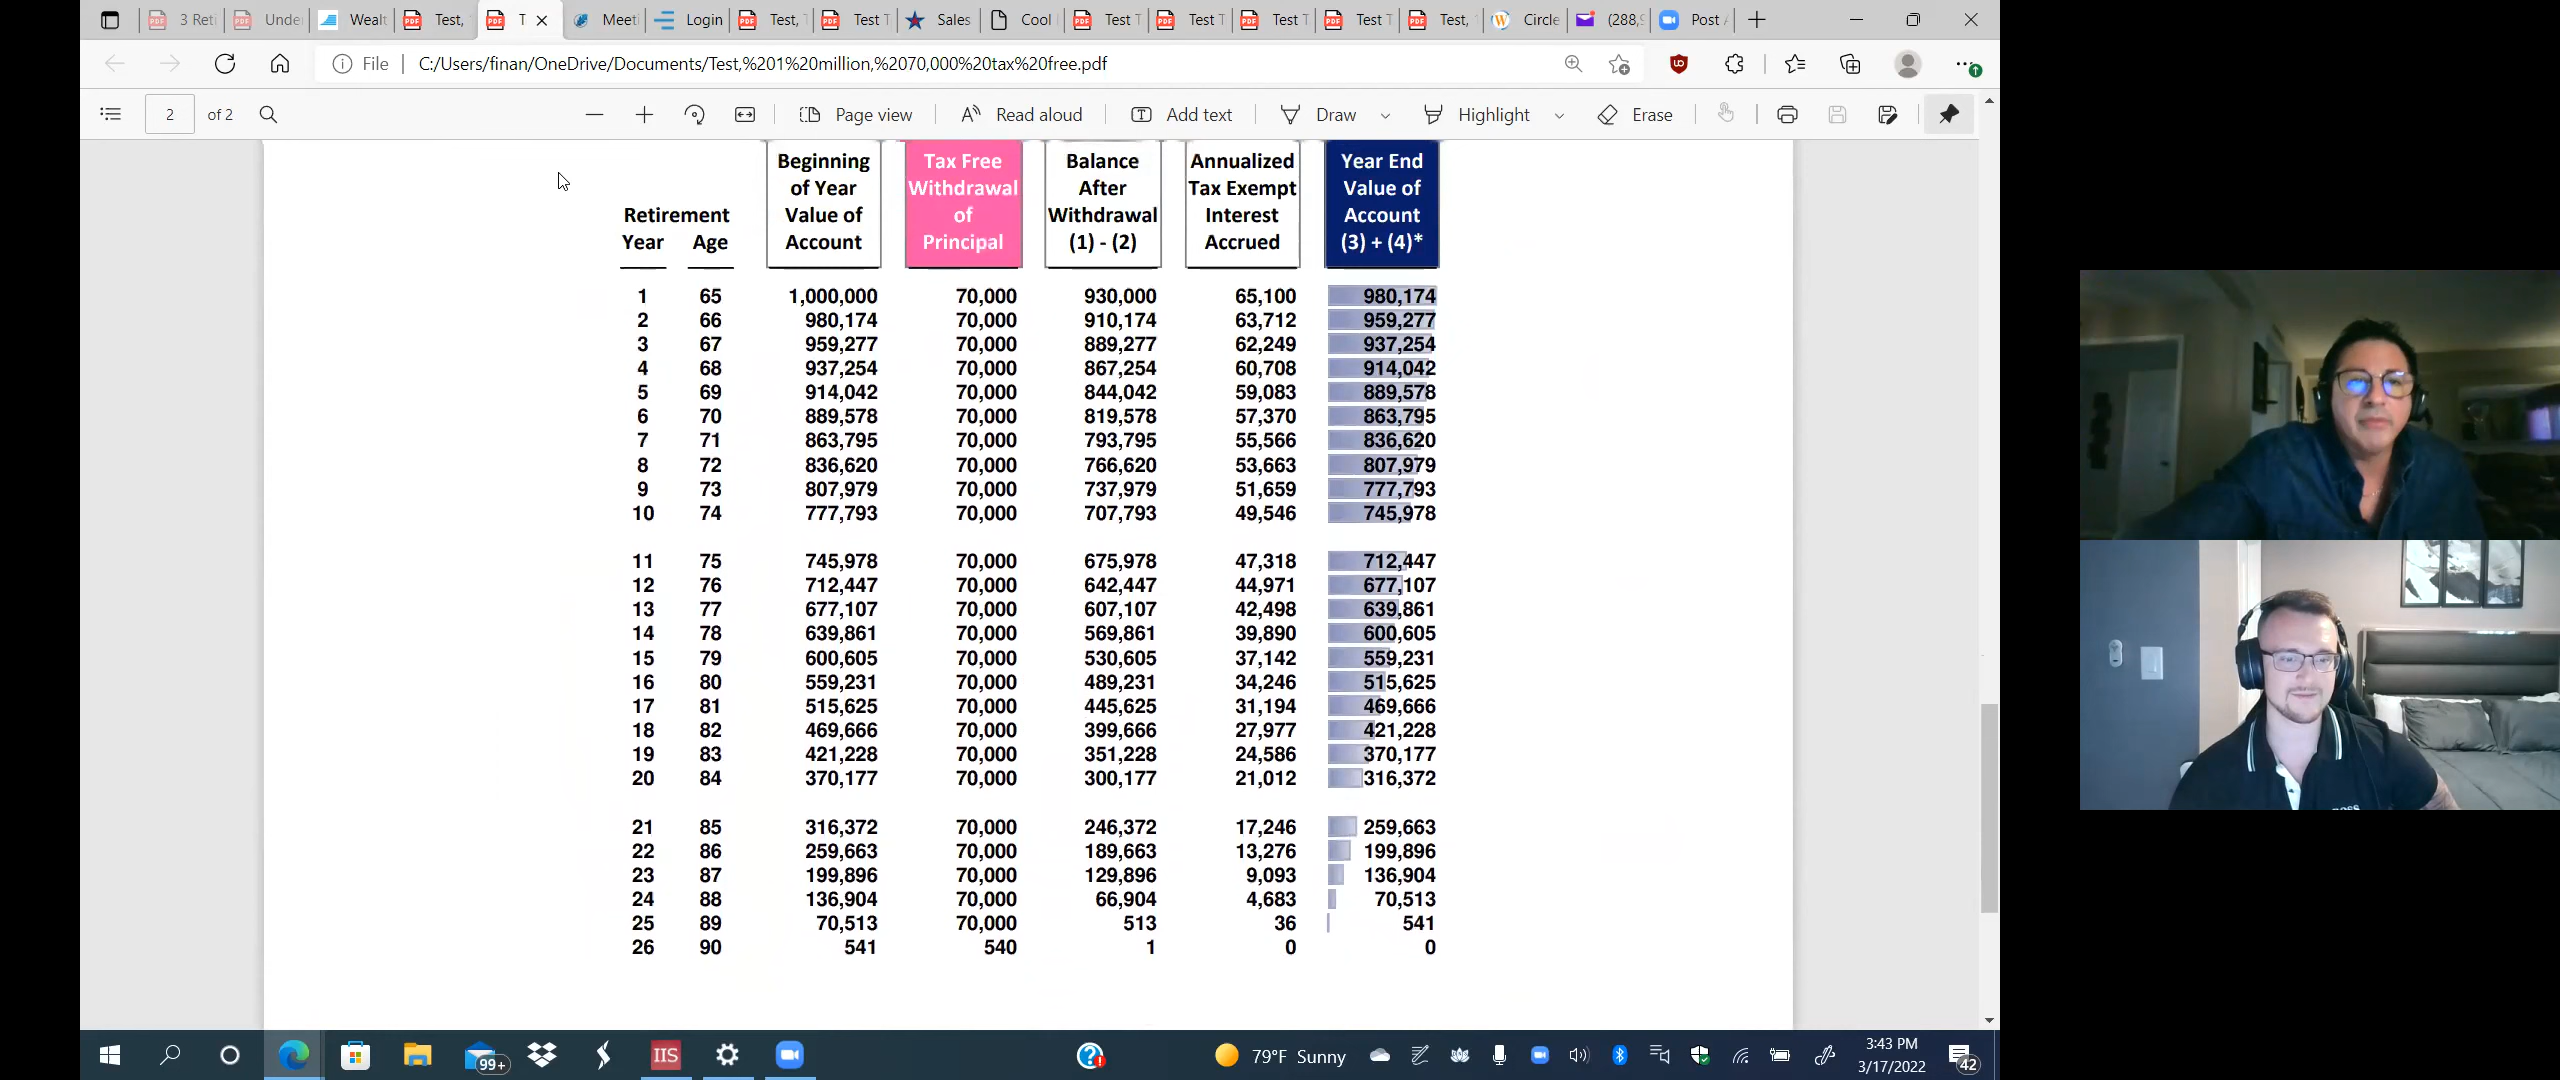 3 Reti
Unde
Wealt
Test,
T
Meeti
Login
Test, 
Test T
Sales
Cool
Test T
Test T
Test T
Test T
Test,
Circle
(288,
Post
File
C:/Users/finan/OneDrive/Documents/Test,%201%20million,%2070,000%20tax%20free.pdf
2 of 2
Page view
Read aloud
Add text
Draw
Highlight
Erase
Retirement
Year Age
Beginning
of Year
Value of
Account
Tax Free
Withdrawal
of
Principal
Balance
After
Withdrawal
(1) - (2)
Annualized
Tax Exempt
Interest
Accrued
Year End
Value of
Account
(3) + (4)*
1 65 1,000,000 70,000 930,000 65,100 980,174
2 66 980,174 70,000 910,174 63,712 959,277
3 67 959,277 70,000 889,277 62,249 937,254
4 68 937,254 70,000 867,254 60,708 914,042
5 69 914,042 70,000 844,042 59,083 889,578
6 70 889,578 70,000 819,578 57,370 863,795
7 71 863,795 70,000 793,795 55,566 836,620
8 72 836,620 70,000 766,620 53,663 807,979
9 73 807,979 70,000 737,979 51,659 777,793
10 74 777,793 70,000 707,793 49,546 745,978
11 75 745,978 70,000 675,978 47,318 712,447
12 76 712,447 70,000 642,447 44,971 677,107
13 77 677,107 70,000 607,107 42,498 639,861
14 78 639,861 70,000 569,861 39,890 600,605
15 79 600,605 70,000 530,605 37,142 559,231
16 80 559,231 70,000 489,231 34,246 515,625
17 81 515,625 70,000 445,625 31,194 469,666
18 82 469,666 70,000 399,666 27,977 421,228
19 83 421,228 70,000 351,228 24,586 370,177
20 84 370,177 70,000 300,177 21,012 316,372
21 85 316,372 70,000 246,372 17,246 259,663
22 86 259,663 70,000 189,663 13,276 199,896
23 87 199,896 70,000 129,896 9,093 136,904
24 88 136,904 70,000 66,904 4,683 70,513
25 89 70,513 70,000 513 36 541
26 90 541 540 1 0 0
99+
IIS
79°F Sunny
3:43 PM
3/17/2022
42